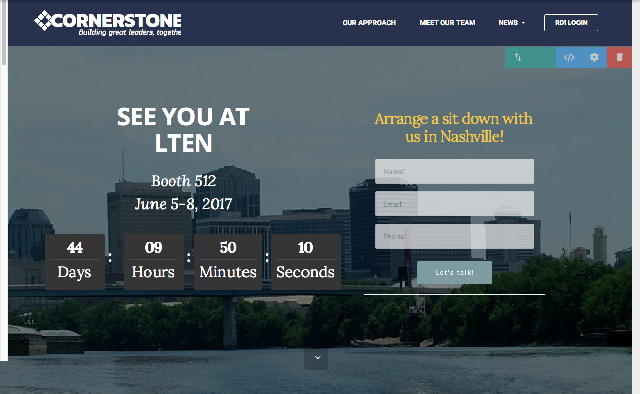 CORNERSTONE
Building great leaders, togethe
OUR APPROACH
MEET OUR TEAM
NEWS
RD1 LOGIN
SEE YOU AT
LTEN
Booth 512
June 5-8, 2017
44
Days
:
09
Hours
:
50
Minutes
:
10
Seconds
Arrange a sit down with
us in Nashville!
Name*
Email*
Phone*
Let's talk!